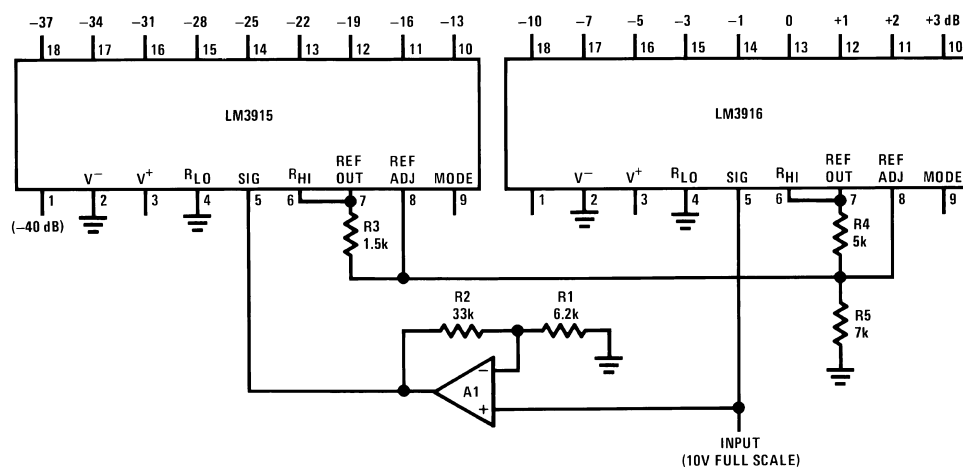 −37 −34 −31 −28 −25 −22 −19 −16 −13 −10 −7 −5 −3 −1 0 +1 +2 +3 dB
18 17 16 15 14 13 12 11 10 18 17 16 15 14 13 12 11 10
LM3915 LM3916
V− V+ RLO SIG RHI REF OUT REF ADJ MODE V− V+ RLO SIG RHI REF OUT REF ADJ MODE
1 2 3 4 5 6 7 8 9 1 2 3 4 5 6 7 8 9
(−40 dB)
R3
1.5k
R4
5k
R2
33k
R1
6.2k
R5
7k
−
A1
+
INPUT
(10V FULL SCALE)